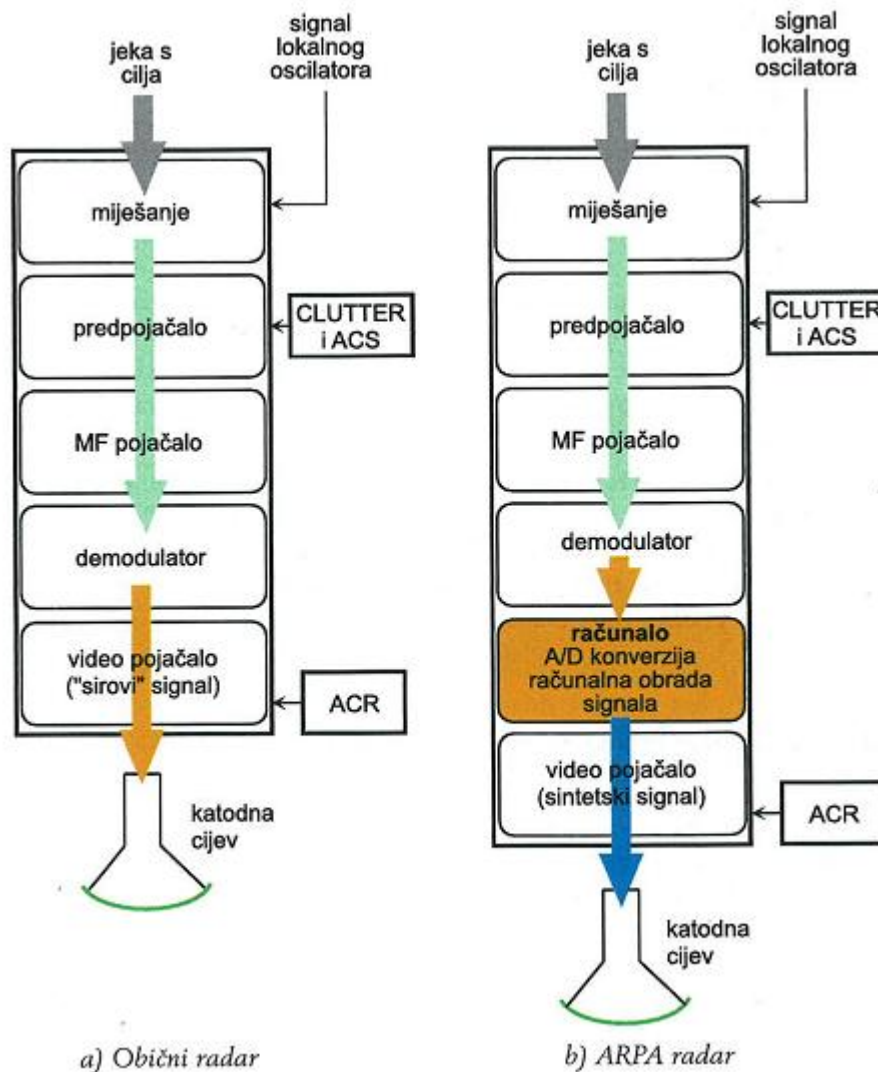 jeka s
cilja
signal
lokalnog
oscilatora
miješanje
predpojačalo
CLUTTER
i ACS
MF pojačalo
demodulator
video pojačalo
("sirovi" signal)
ACR
katodna
cijev
a) Obični radar
jeka s
cilja
signal
lokalnog
oscilatora
miješanje
predpojačalo
CLUTTER
i ACS
MF pojačalo
demodulator
računalo
A/D konverzija
računalna obrada
signala
video pojačalo
(sintetski signal)
ACR
katodna
cijev
b) ARPA radar